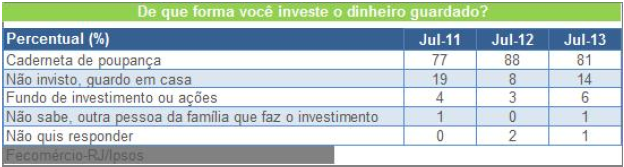 De que forma você investe o dinheiro guardado?
Percentual (%) Jul-11 Jul-12 Jul-13
Caderneta de poupança 77 88 81
Não invisto, guardo em casa 19 8 14
Fundo de investimento ou ações 4 3 6
Não sabe, outra pessoa da família que faz o investimento 1 0 1
Não quis responder 0 2 1
Fecomércio-RJ/Ipsos